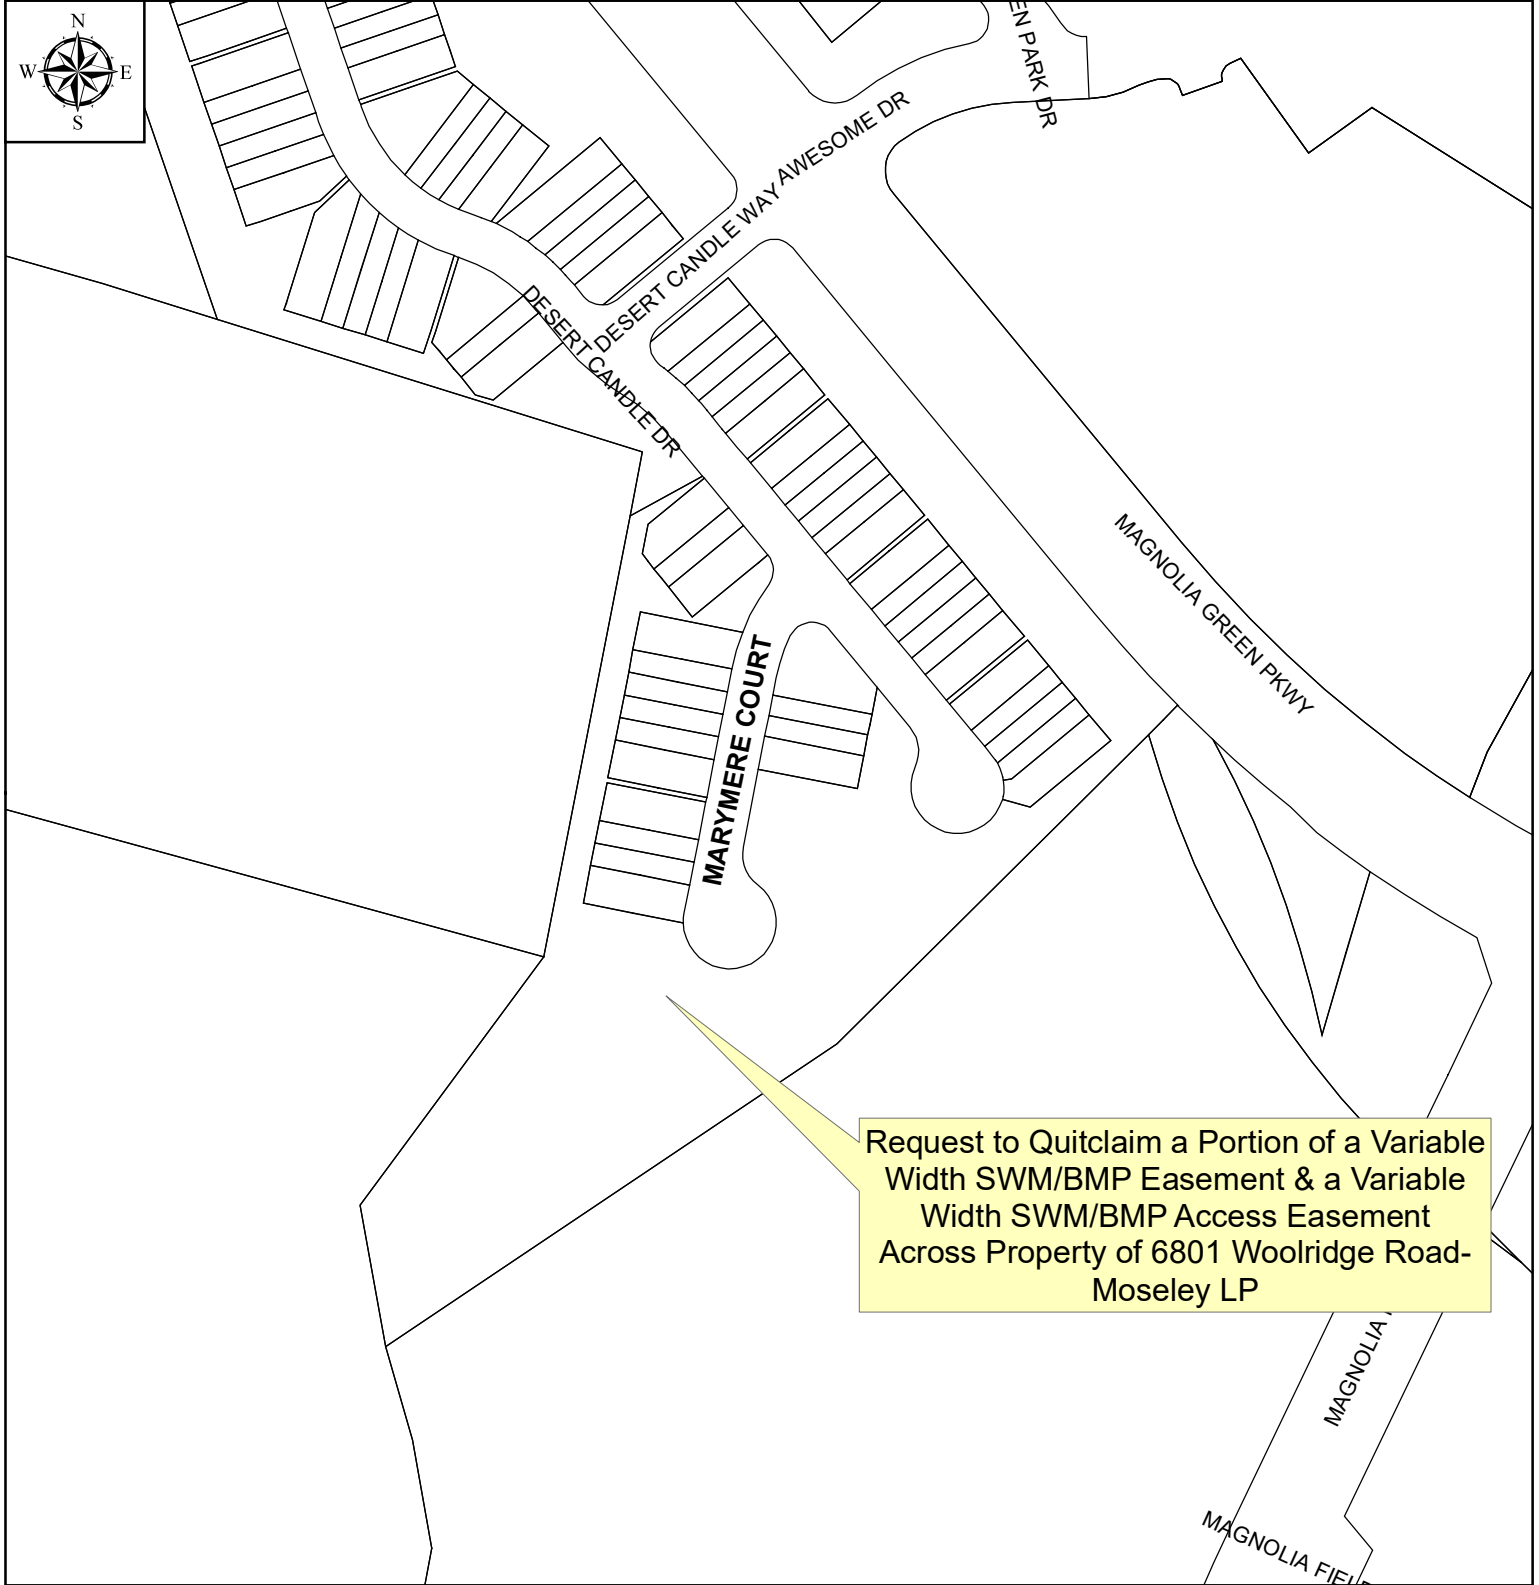 N
W E
S
EN PARK DR
AWESOME DR
DESERT CANDLE WAY
DESERT CANDLE DR
MAGNOLIA GREEN PKWY
MARYMERE COURT
Request to Quitclaim a Portion of a Variable
Width SWM/BMP Easement & a Variable
Width SWM/BMP Access Easement
Across Property of 6801 Woolridge Road-
Moseley LP
MAGNOLIA
MAGNOLIA